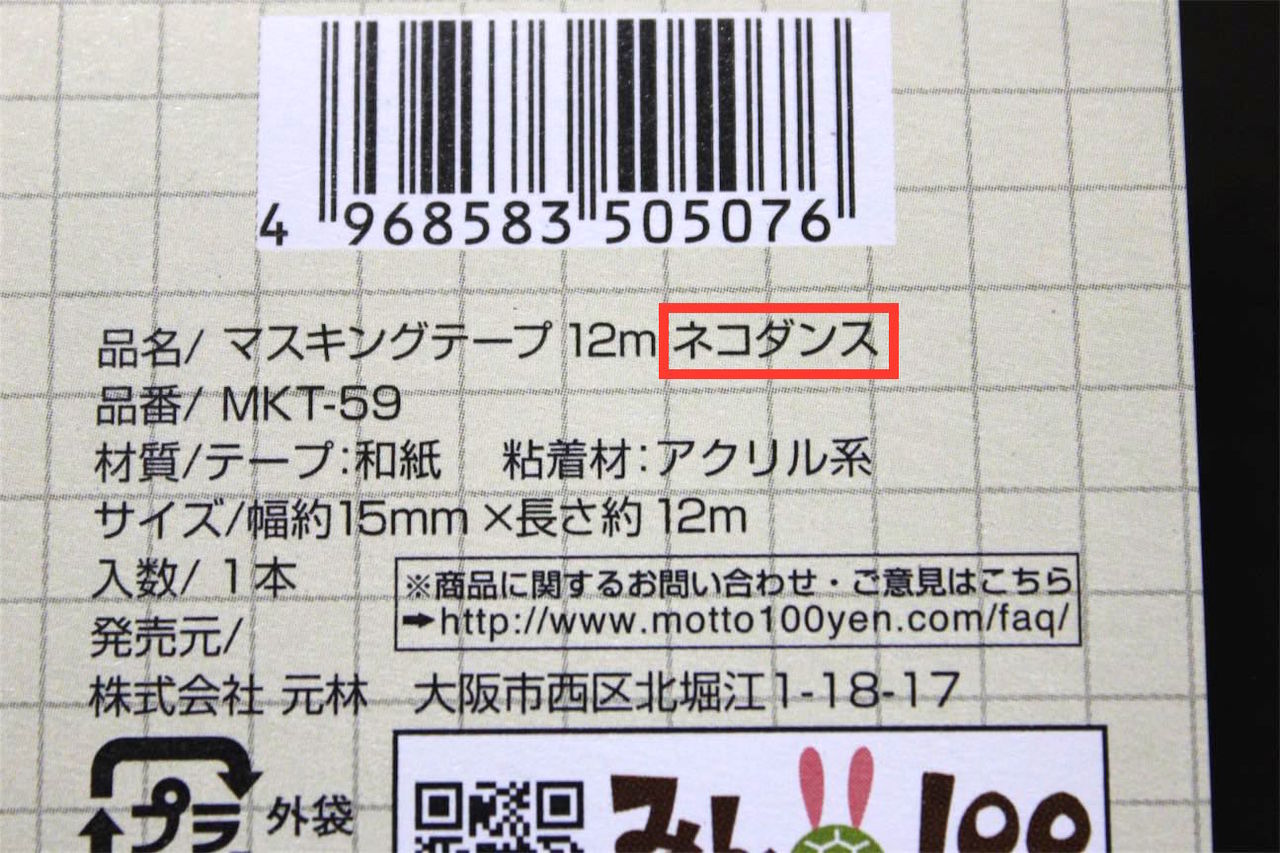 4 968583 505076
品名/ マスキングテープ 12m ネコダンス
品番/ MKT-59
材質/テープ:和紙　粘着材:アクリル系
サイズ/幅約15mm ×長さ約12m
入数/ 1本
※商品に関するお問い合わせ・ご意見はこちら
➡http://www.motto100yen.com/faq/
発売元/
株式会社 元林　大阪市西区北堀江1-18-17
プラ 外袋
100